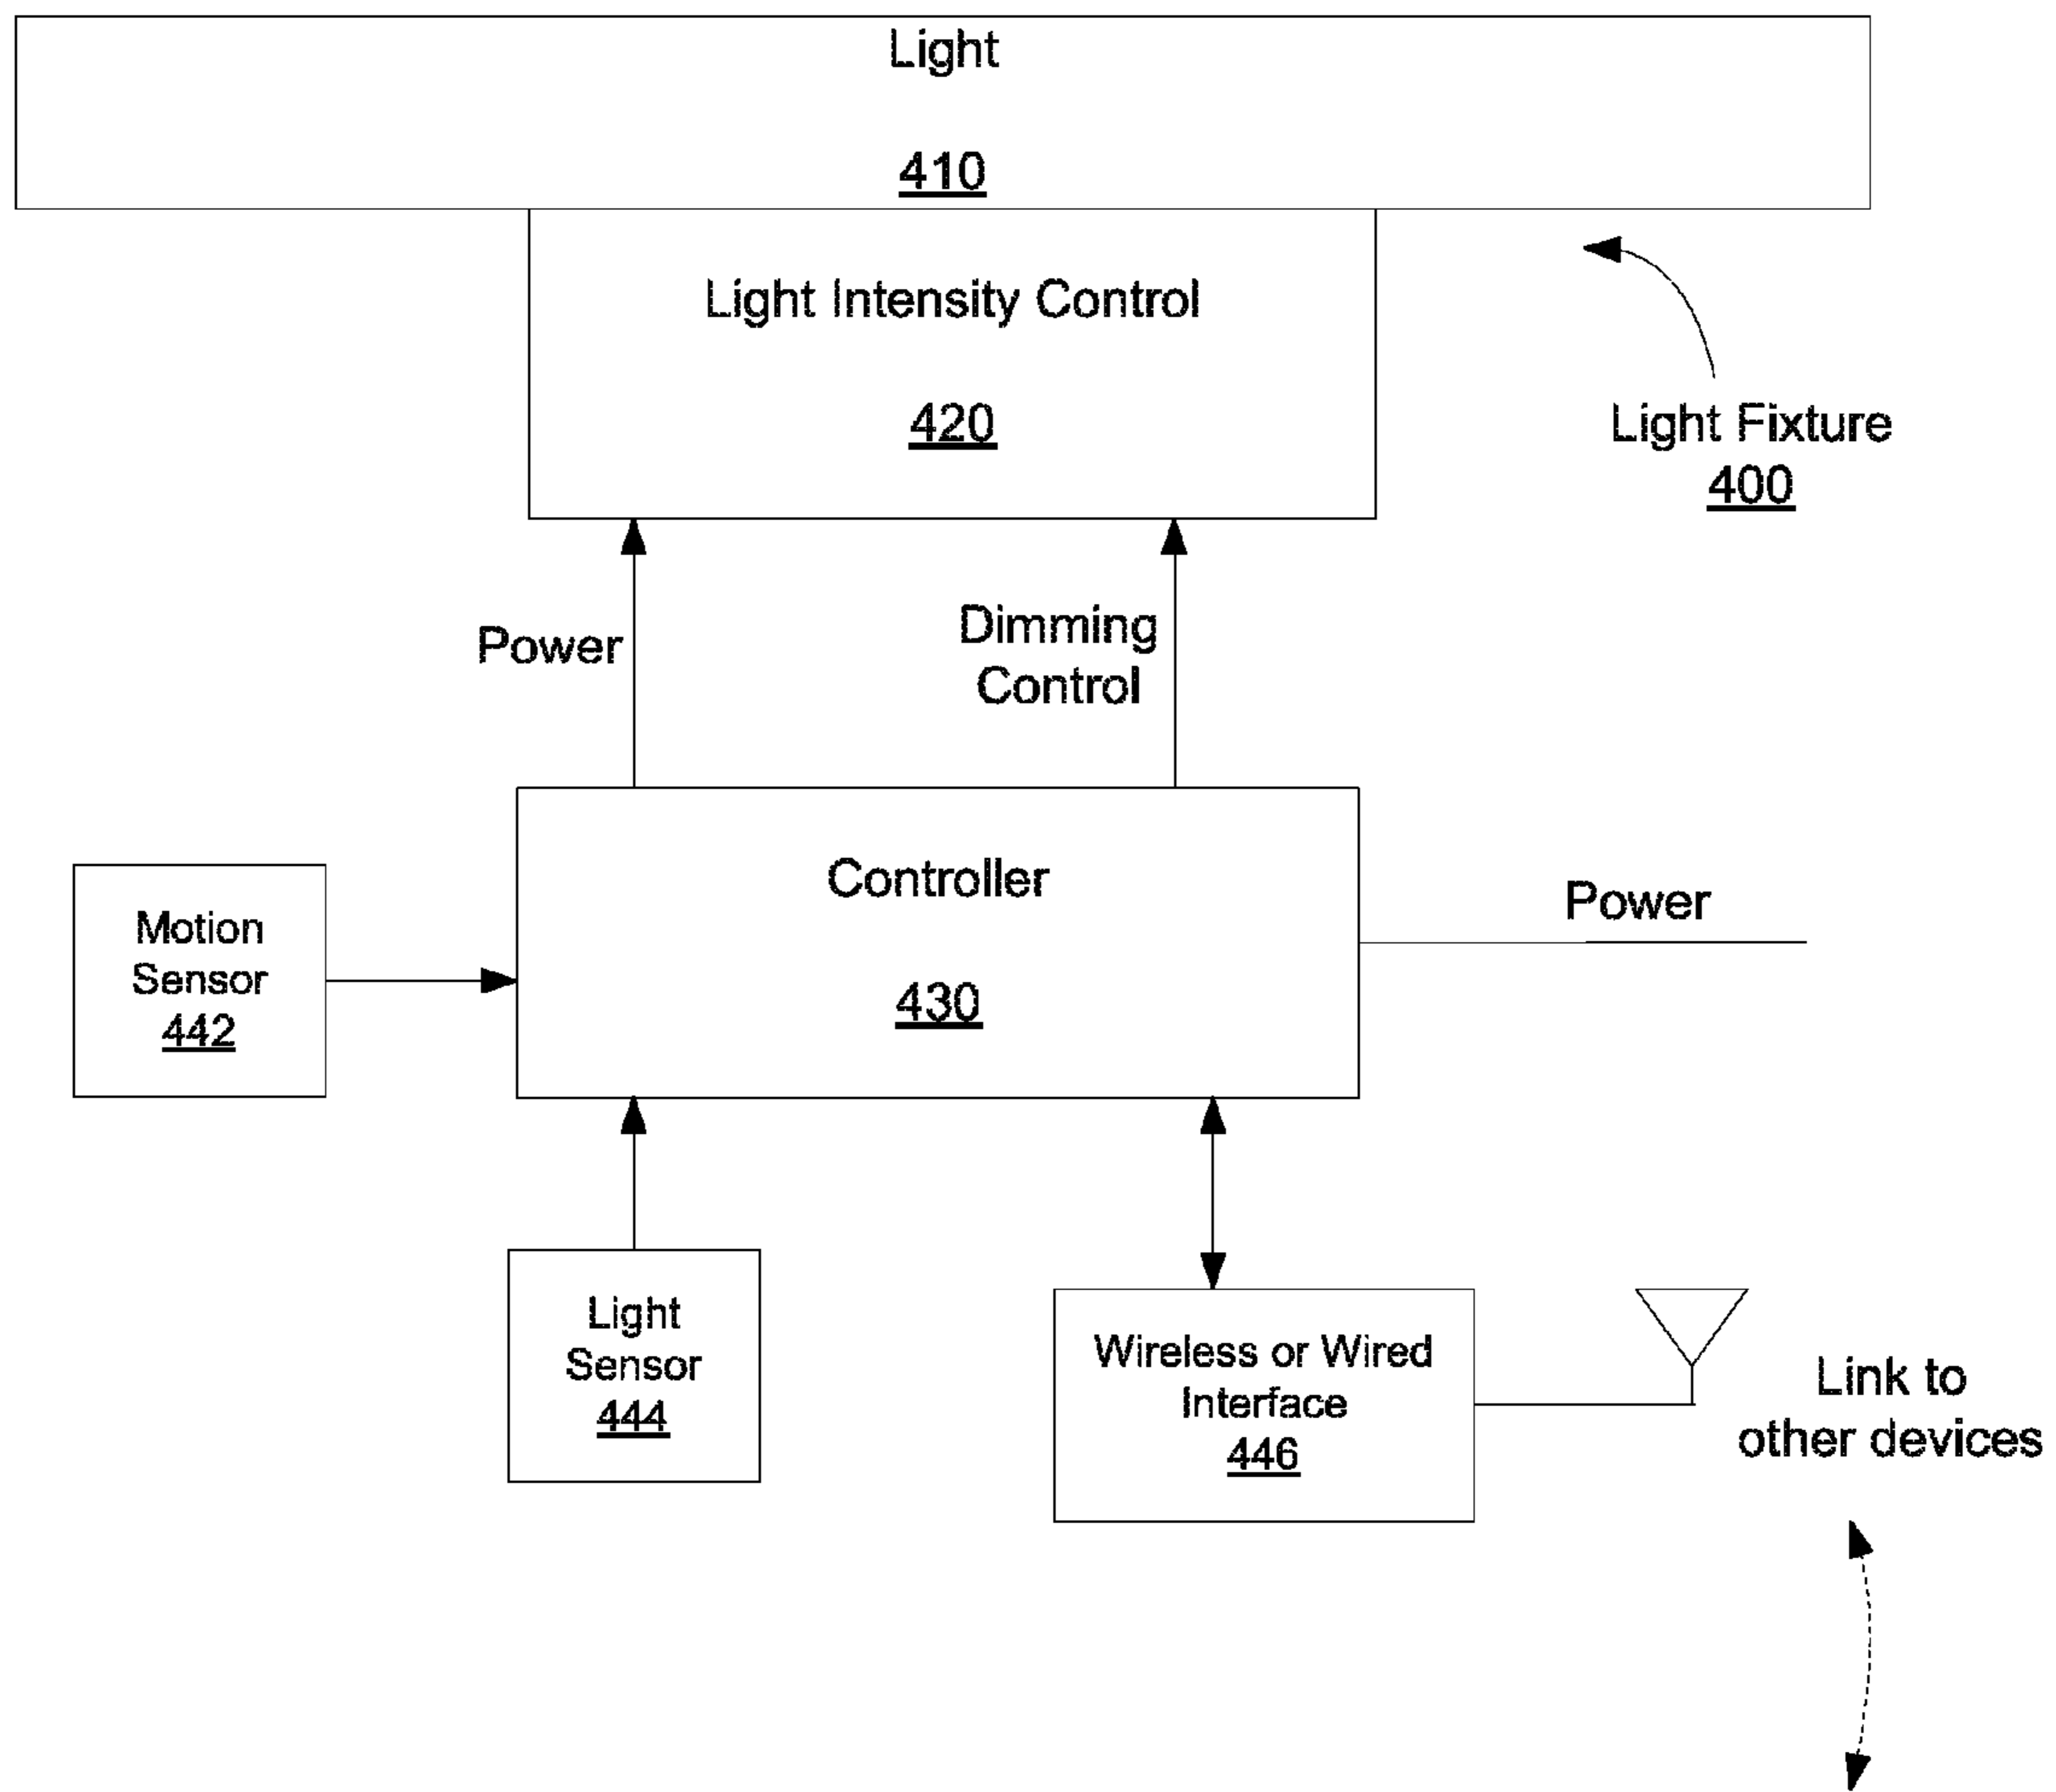 Light
410
Light Intensity Control
420
Light Fixture
400
Power
Dimming
Control
Controller
430
Power
Motion
Sensor
442
Light
Sensor
444
Wireless or Wired
Interface
446
Link to
other devices